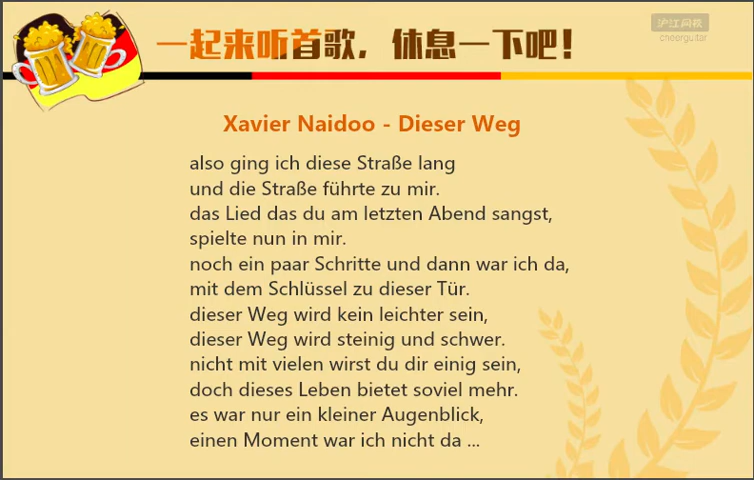 一起来听首歌，休息一下吧！
沪江网校
cheerguitar
Xavier Naidoo - Dieser Weg
also ging ich diese Straße lang
und die Straße führte zu mir.
das Lied das du am letzten Abend sangst,
spielte nun in mir.
noch ein paar Schritte und dann war ich da,
mit dem Schlüssel zu dieser Tür.
dieser Weg wird kein leichter sein,
dieser Weg wird steinig und schwer.
nicht mit vielen wirst du dir einig sein,
doch dieses Leben bietet soviel mehr.
es war nur ein kleiner Augenblick,
einen Moment war ich nicht da ...